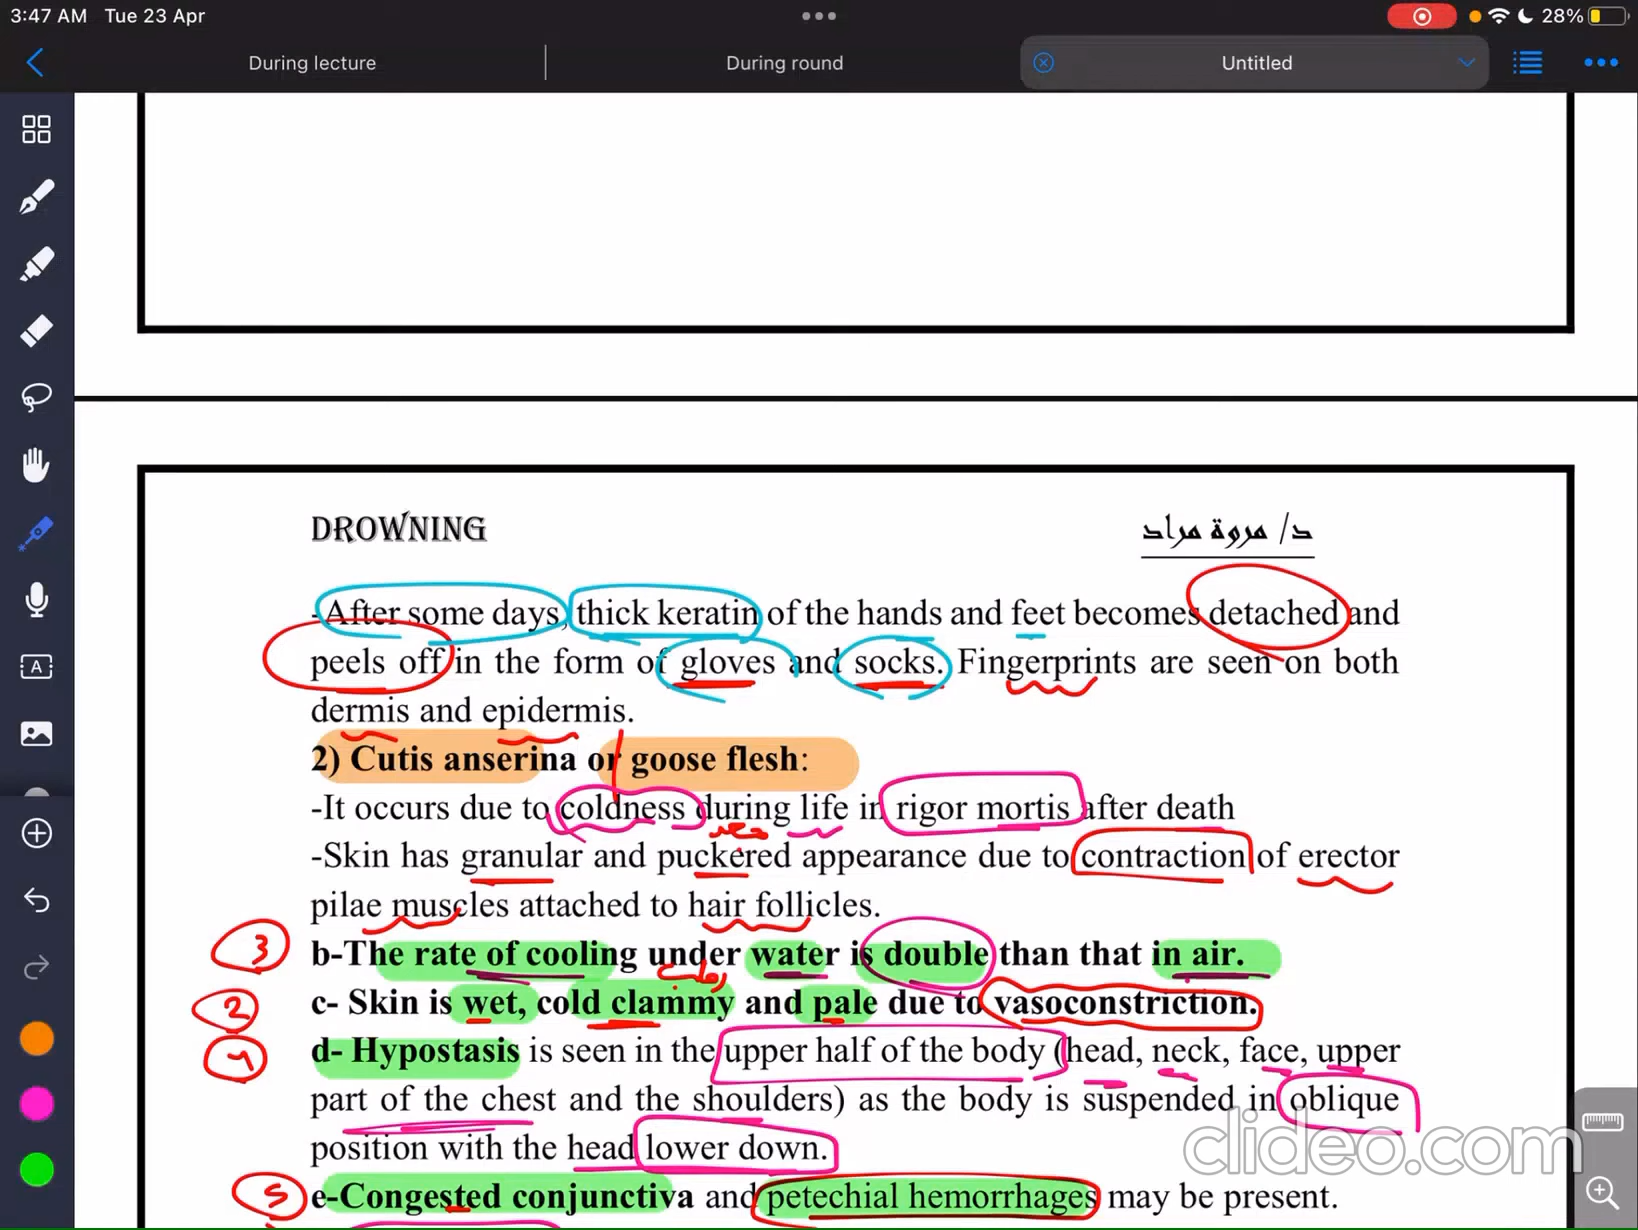 3:47 AM Tue 23 Apr
28%
During lecture
During round
Untitled
DROWNING
د/ مروة مراد
-After some days, thick keratin of the hands and feet becomes detached and
peels off in the form of gloves and socks. Fingerprints are seen on both
dermis and epidermis.
2) Cutis anserina or goose flesh:
-It occurs due to coldness during life in rigor mortis after death
-Skin has granular and puckered appearance due to contraction of erector
pilae muscles attached to hair follicles.
3 b-The rate of cooling under water is double than that in air.
2 c- Skin is wet, cold clammy and pale due to vasoconstriction.
d- Hypostasis is seen in the upper half of the body (head, neck, face, upper
part of the chest and the shoulders) as the body is suspended in oblique
position with the head lower down.
5 e-Congested conjunctiva and petechial hemorrhages may be present.
clideo.com